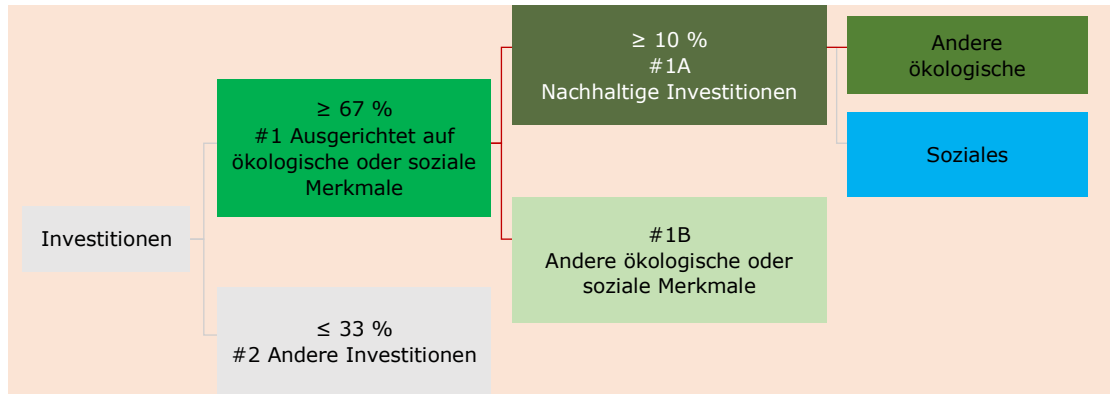 Investitionen
≥ 67 %
#1 Ausgerichtet auf
ökologische oder soziale
Merkmale
≤ 33 %
#2 Andere Investitionen
≥ 10 %
#1A
Nachhaltige Investitionen
#1B
Andere ökologische oder
soziale Merkmale
Andere
ökologische
Soziales